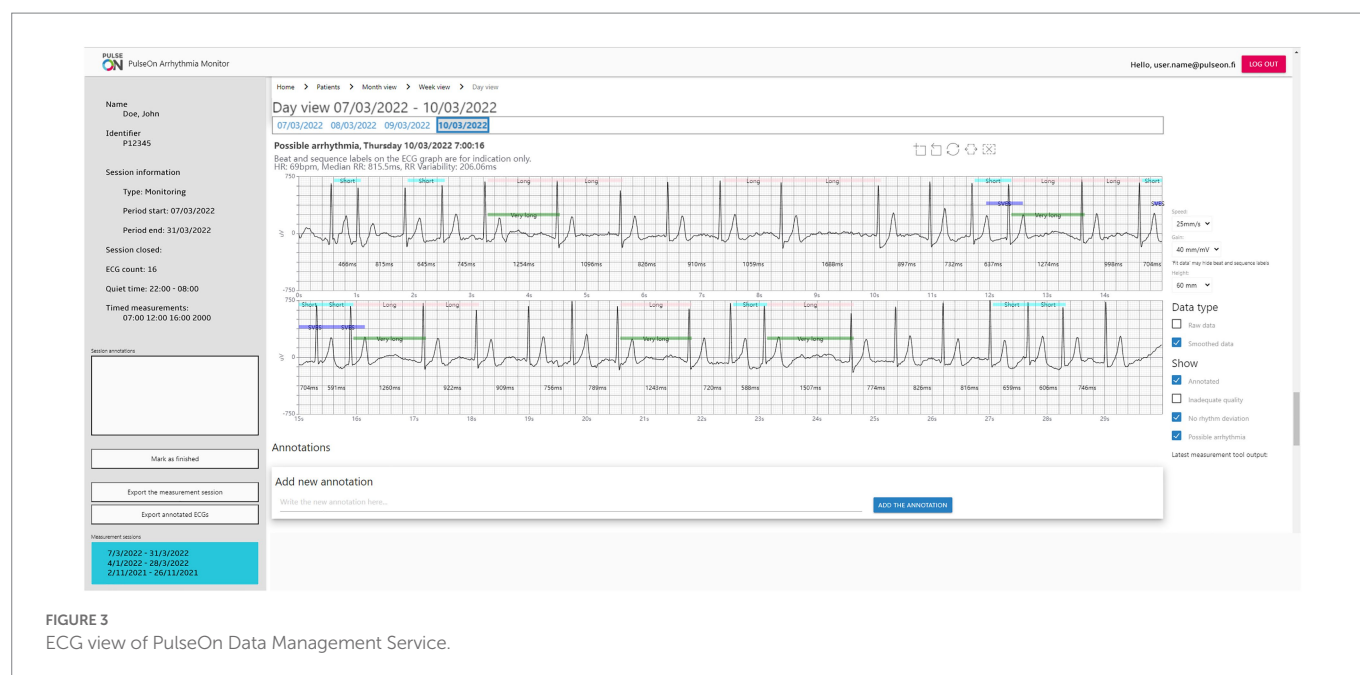 PULSE
ON PulseOn Arrhythmia Monitor
Hello, user.name@pulseon.fi LOG OUT
Name
Doe, John
Identifier
P12345
Session information
Type: Monitoring
Period start: 07/03/2022
Period end: 31/03/2022
Session closed:
ECG count: 16
Quiet time: 22:00 - 08:00
Timed measurements:
07:00 12:00 16:00 2000
Session annotations
Mark as finished
Export the measurement session
Export annotated ECGs
Measurement sessions
7/3/2022 - 31/3/2022
4/1/2022 - 28/3/2022
2/11/2021 - 26/11/2021
Home > Patients > Month view > Week view > Day view
Day view 07/03/2022 - 10/03/2022
07/03/2022 08/03/2022 09/03/2022 10/03/2022
Possible arrhythmia, Thursday 10/03/2022 7:00:16
Beat and sequence labels on the ECG graph are for indication only.
HR: 69bpm, Median RR: 815.5ms, RR Variability: 206.06ms
750
Short Short Long Long Long Long Short Long Long Short
SVES SVES
Very long Very long
uV 0
466ms 815ms 645ms 745ms 1254ms 1096ms 826ms 910ms 1059ms 1688ms 897ms 732ms 637ms 1274ms 998ms 704ms
-750
0s 1s 2s 3s 4s 5s 6s 7s 8s 9s 10s 11s 12s 13s 14s
750
Short Short Long Long Long Short Long Short Short
SVES SVES
Very long Very long Very long
uV 0
704ms 591ms 1260ms 922ms 909ms 756ms 789ms 1243ms 720ms 588ms 1507ms 774ms 826ms 816ms 659ms 606ms 746ms
-750
15s 16s 17s 18s 19s 20s 21s 22s 23s 24s 25s 26s 27s 28s 29s
Speed:
25mm/s
Gain:
40 mm/mV
'Fit data' may hide beat and sequence labels
Height:
60 mm
Data type
Raw data
Smoothed data
Show
Annotated
Inadequate quality
No rhythm deviation
Possible arrhythmia
Latest measurement tool output:
Annotations
Add new annotation
Write the new annotation here...
ADD THE ANNOTATION
FIGURE 3
ECG view of PulseOn Data Management Service.